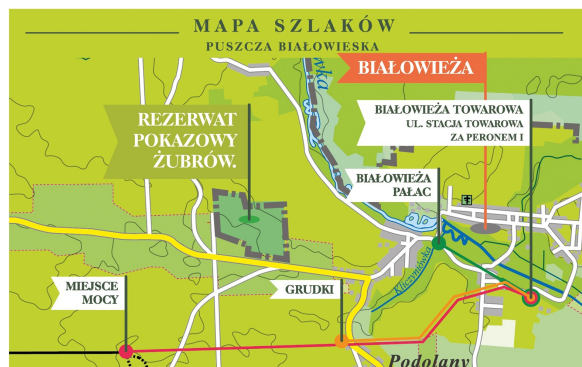 MAPA SZLAKÓW
PUSZCZA BIAŁOWIESKA
BIAŁOWIEŻA
REZERWAT
POKAZOWY
ŻUBRÓW.
BIAŁOWIEŻA TOWAROWA
UL. STACJA TOWAROWA
ZA PERONEM I
BIAŁOWIEŻA
PAŁAC
MIEJSCE
MOCY
GRUDKI
Podolany